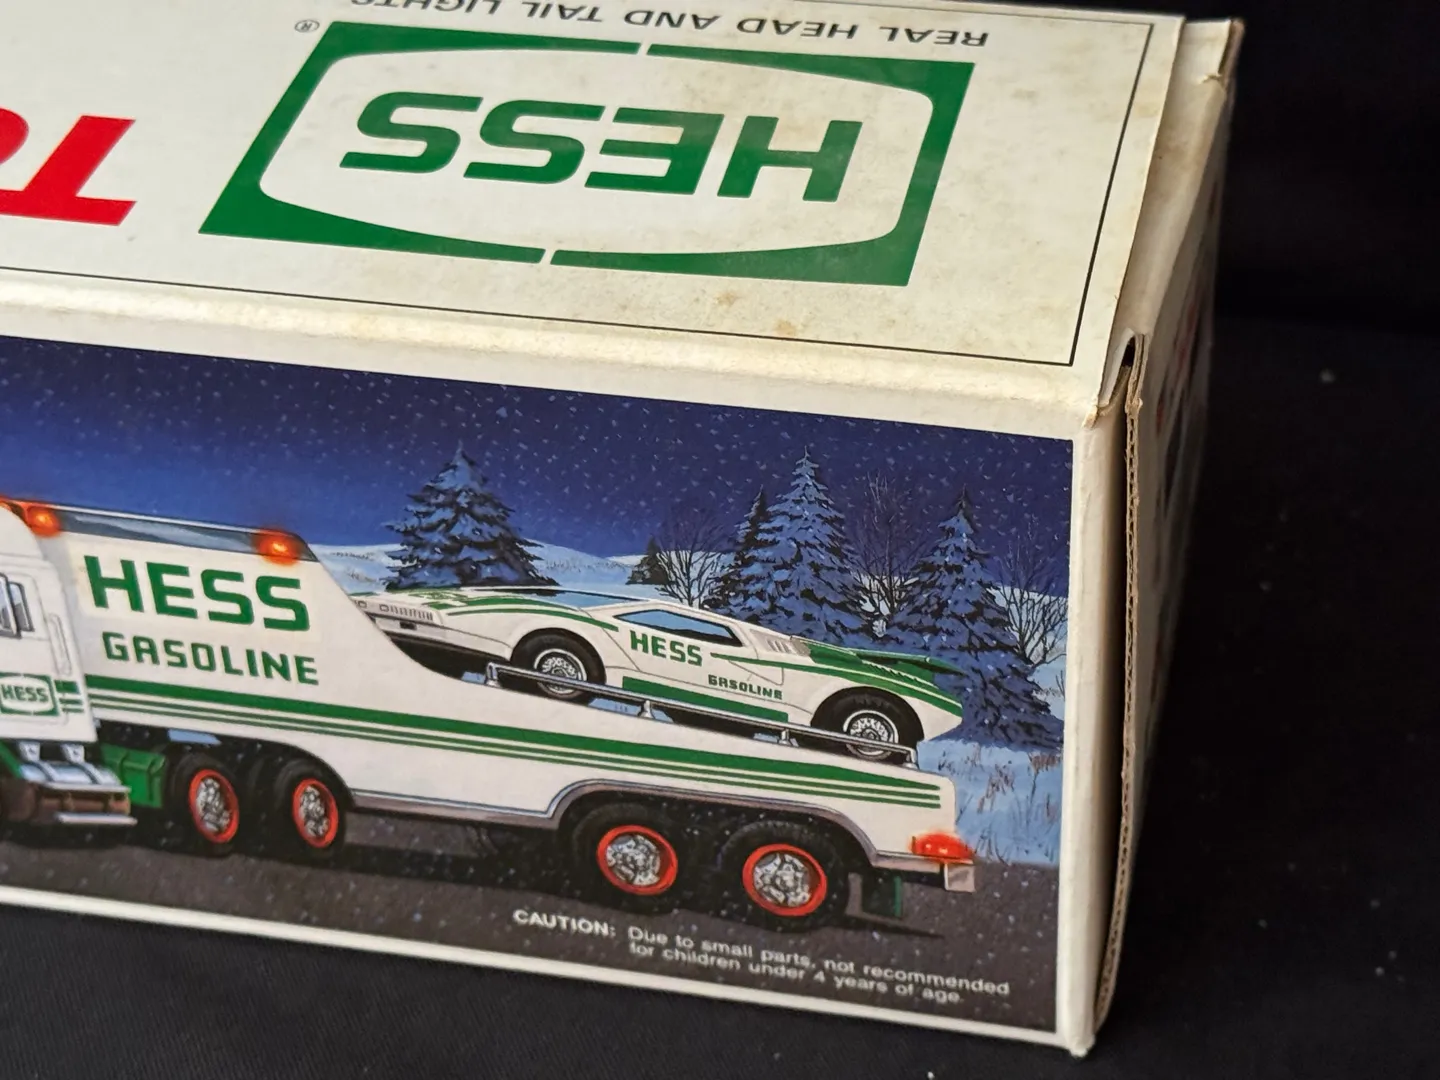 REAL HEAD AND TAIL LIGHTS
HESS
®
TO
HESS
GASOLINE
HESS
HESS
GASOLINE
CAUTION: Due to small parts, not recommended
for children under 4 years of age.